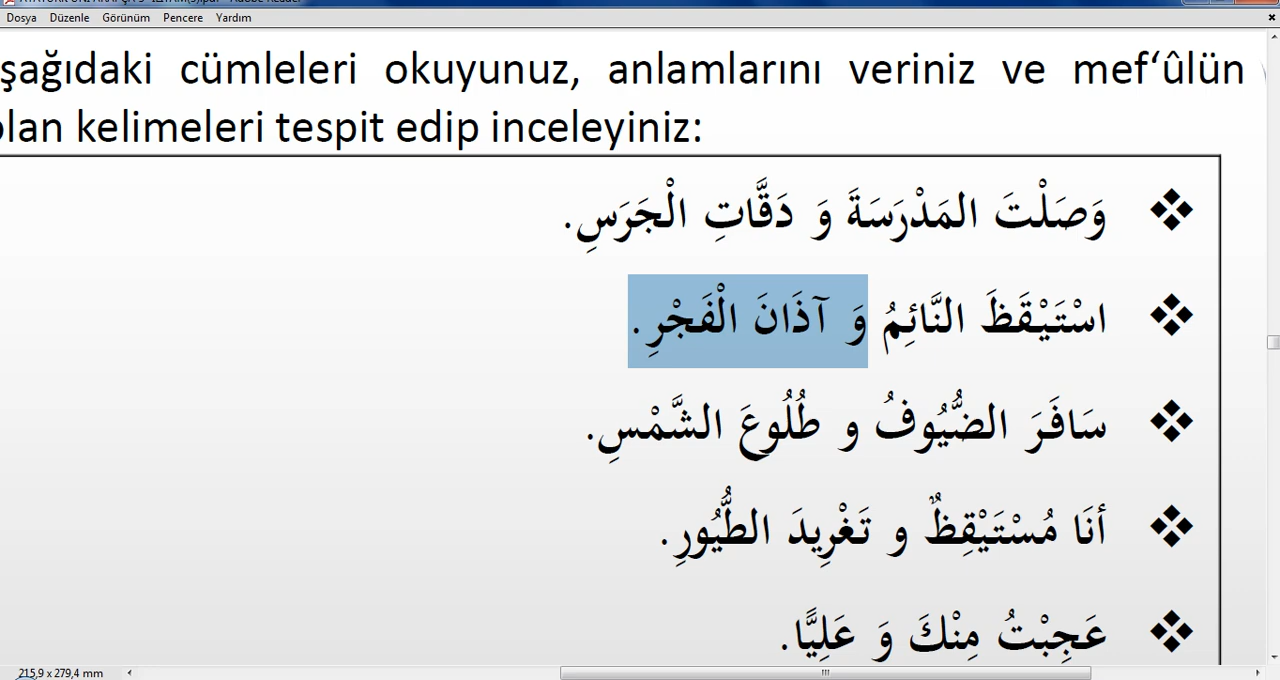 Dosya Düzenle Görünüm Pencere Yardım
şağıdaki cümleleri okuyunuz, anlamlarını veriniz ve mef‘ûlün
olan kelimeleri tespit edip inceleyiniz:
❖ وَصَلْتَ المَدْرَسَةَ وَ دَقَّاتِ الْجَرَسِ.
❖ اسْتَيْقَظَ النَّائِمُ وَ آذَانَ الْفَجْرِ.
❖ سَافَرَ الضُّيُوفُ و طُلُوعَ الشَّمْسِ.
❖ أنَا مُسْتَيْقِظٌ و تَغْرِيدَ الطُّيُورِ.
❖ عَجِبْتُ مِنْكَ وَ عَلِيًّا.
215,9 x 279,4 mm